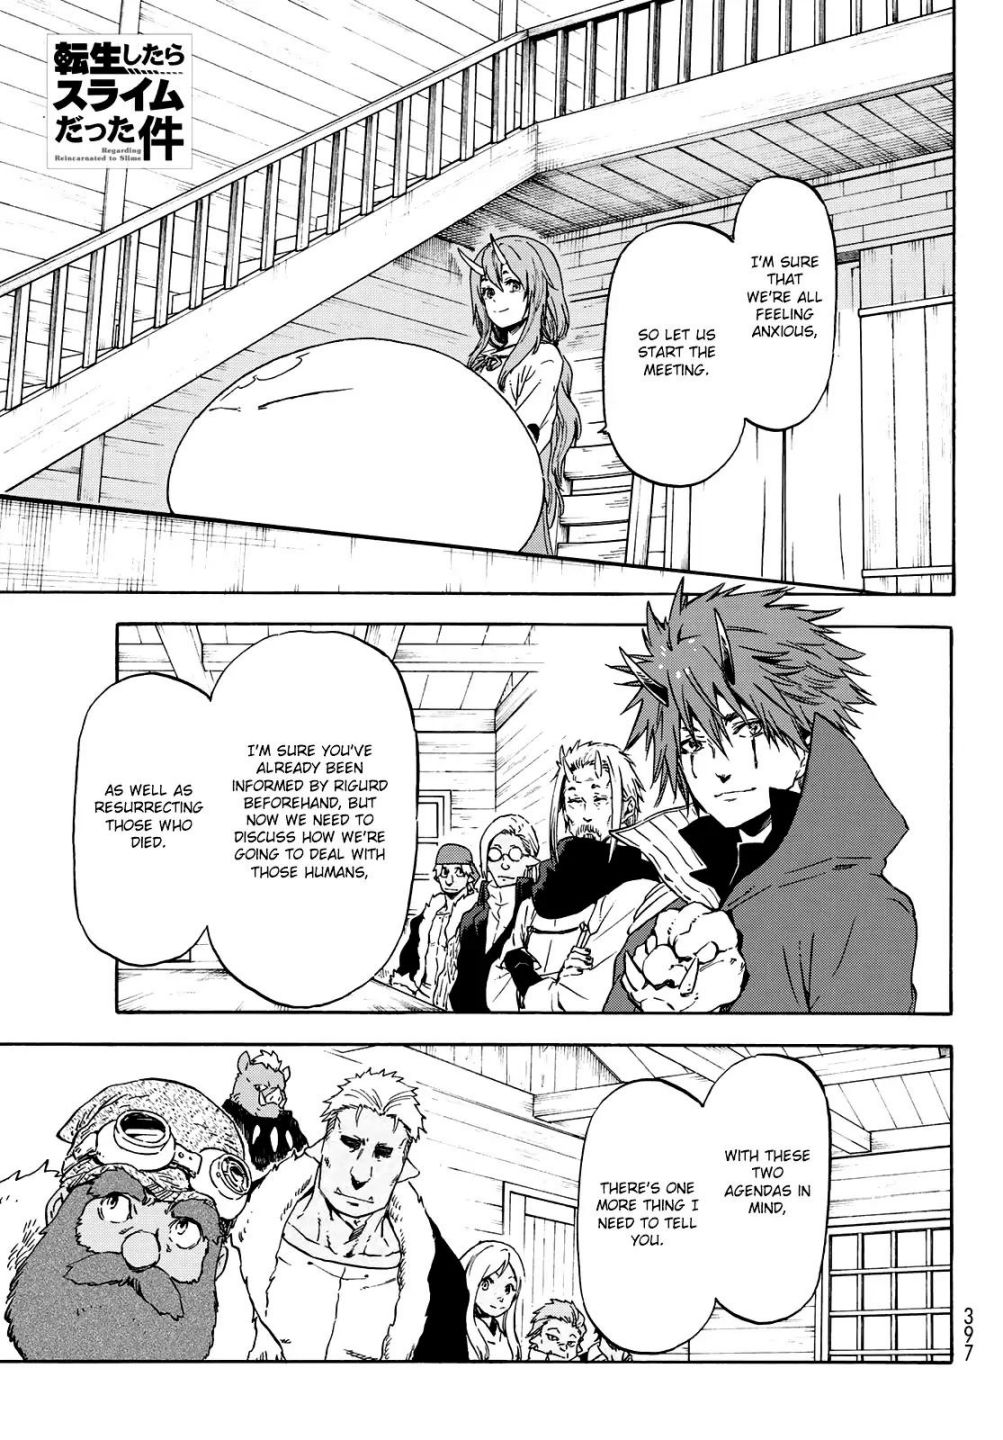 転生したら
スライム
だった件
Regarding
Reincarnated to Slime
I'M SURE
THAT
WE'RE ALL
FEELING
ANXIOUS,
SO LET US
START THE
MEETING.
I'M SURE YOU'VE
ALREADY BEEN
INFORMED BY RIGURD
BEFOREHAND, BUT
NOW WE NEED TO
DISCUSS HOW WE'RE
GOING TO DEAL WITH
THOSE HUMANS,
AS WELL AS
RESURRECTING
THOSE WHO
DIED.
WITH THESE
TWO
AGENDAS IN
MIND,
THERE'S ONE
MORE THING I
NEED TO TELL
YOU.
397